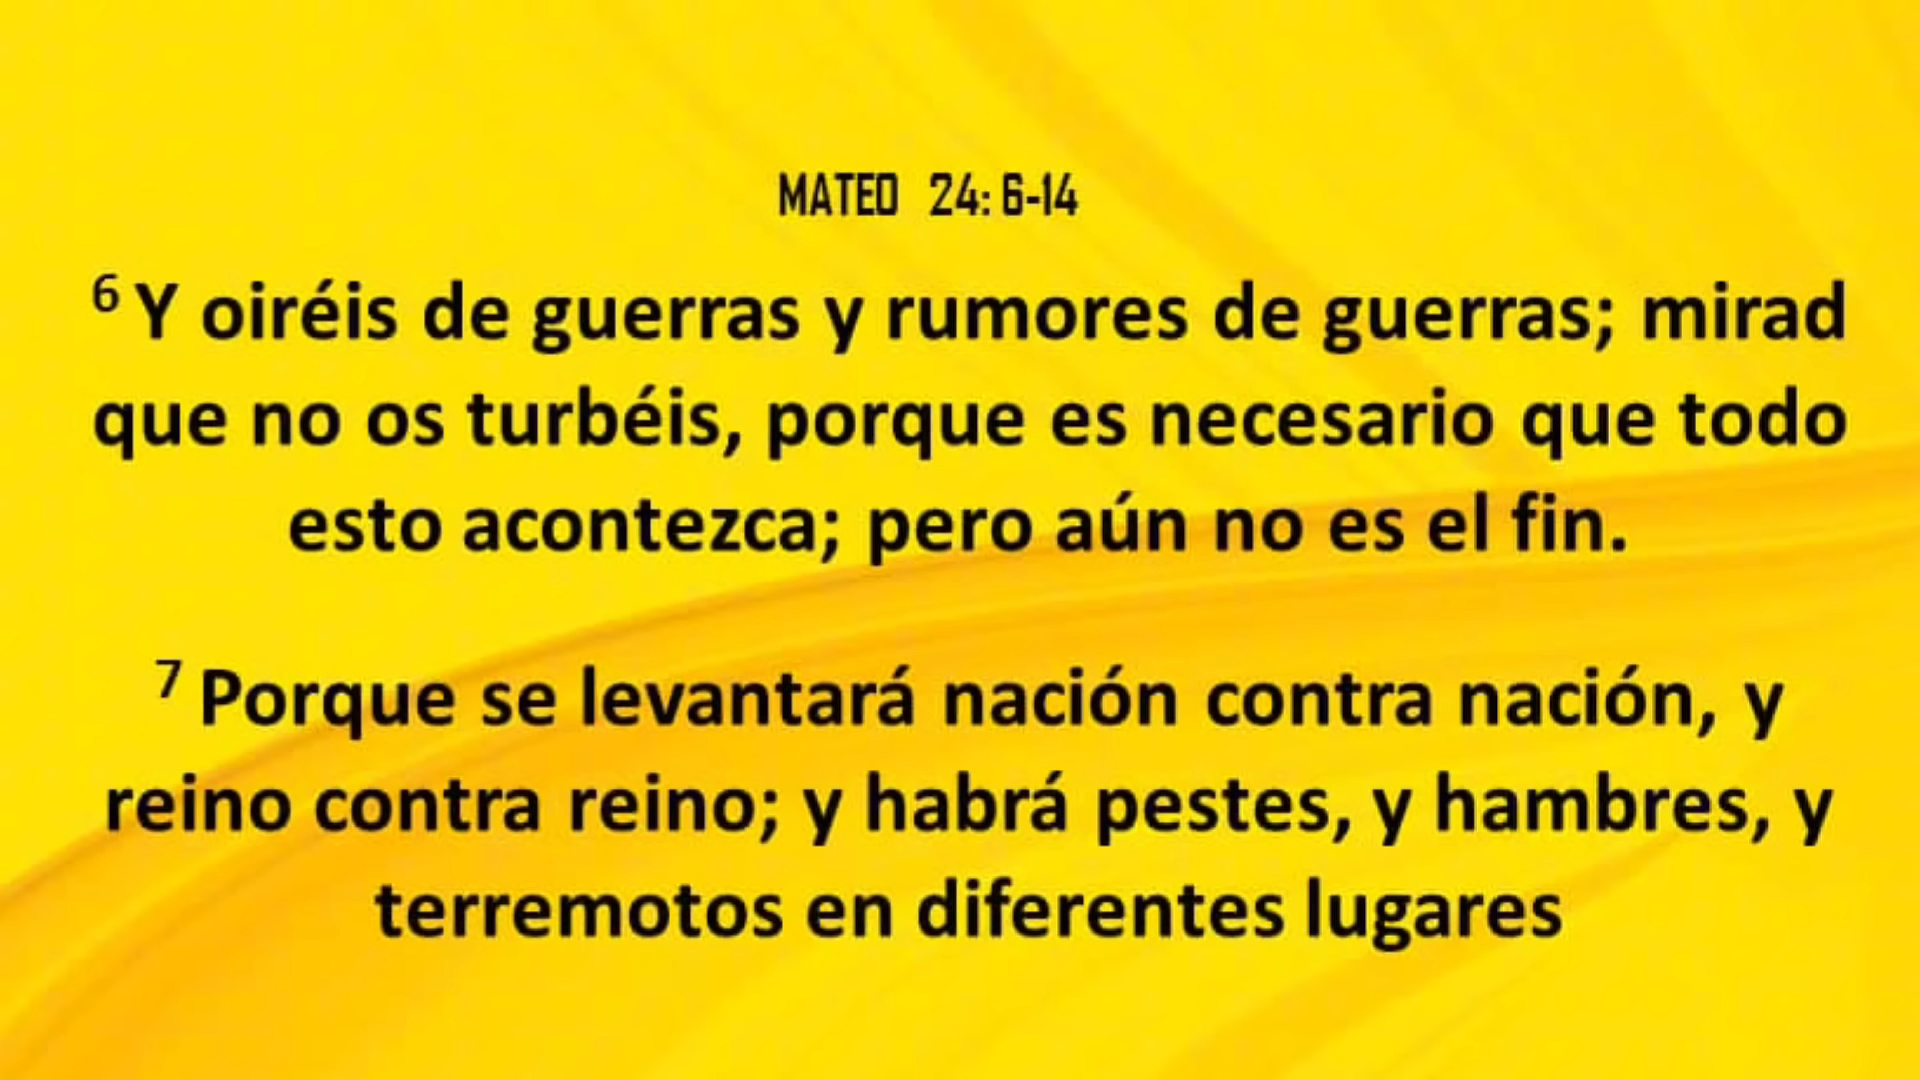 MATEO 24: 6-14
6 Y oiréis de guerras y rumores de guerras; mirad
que no os turbéis, porque es necesario que todo
esto acontezca; pero aún no es el fin.
7 Porque se levantará nación contra nación, y
reino contra reino; y habrá pestes, y hambres, y
terremotos en diferentes lugares